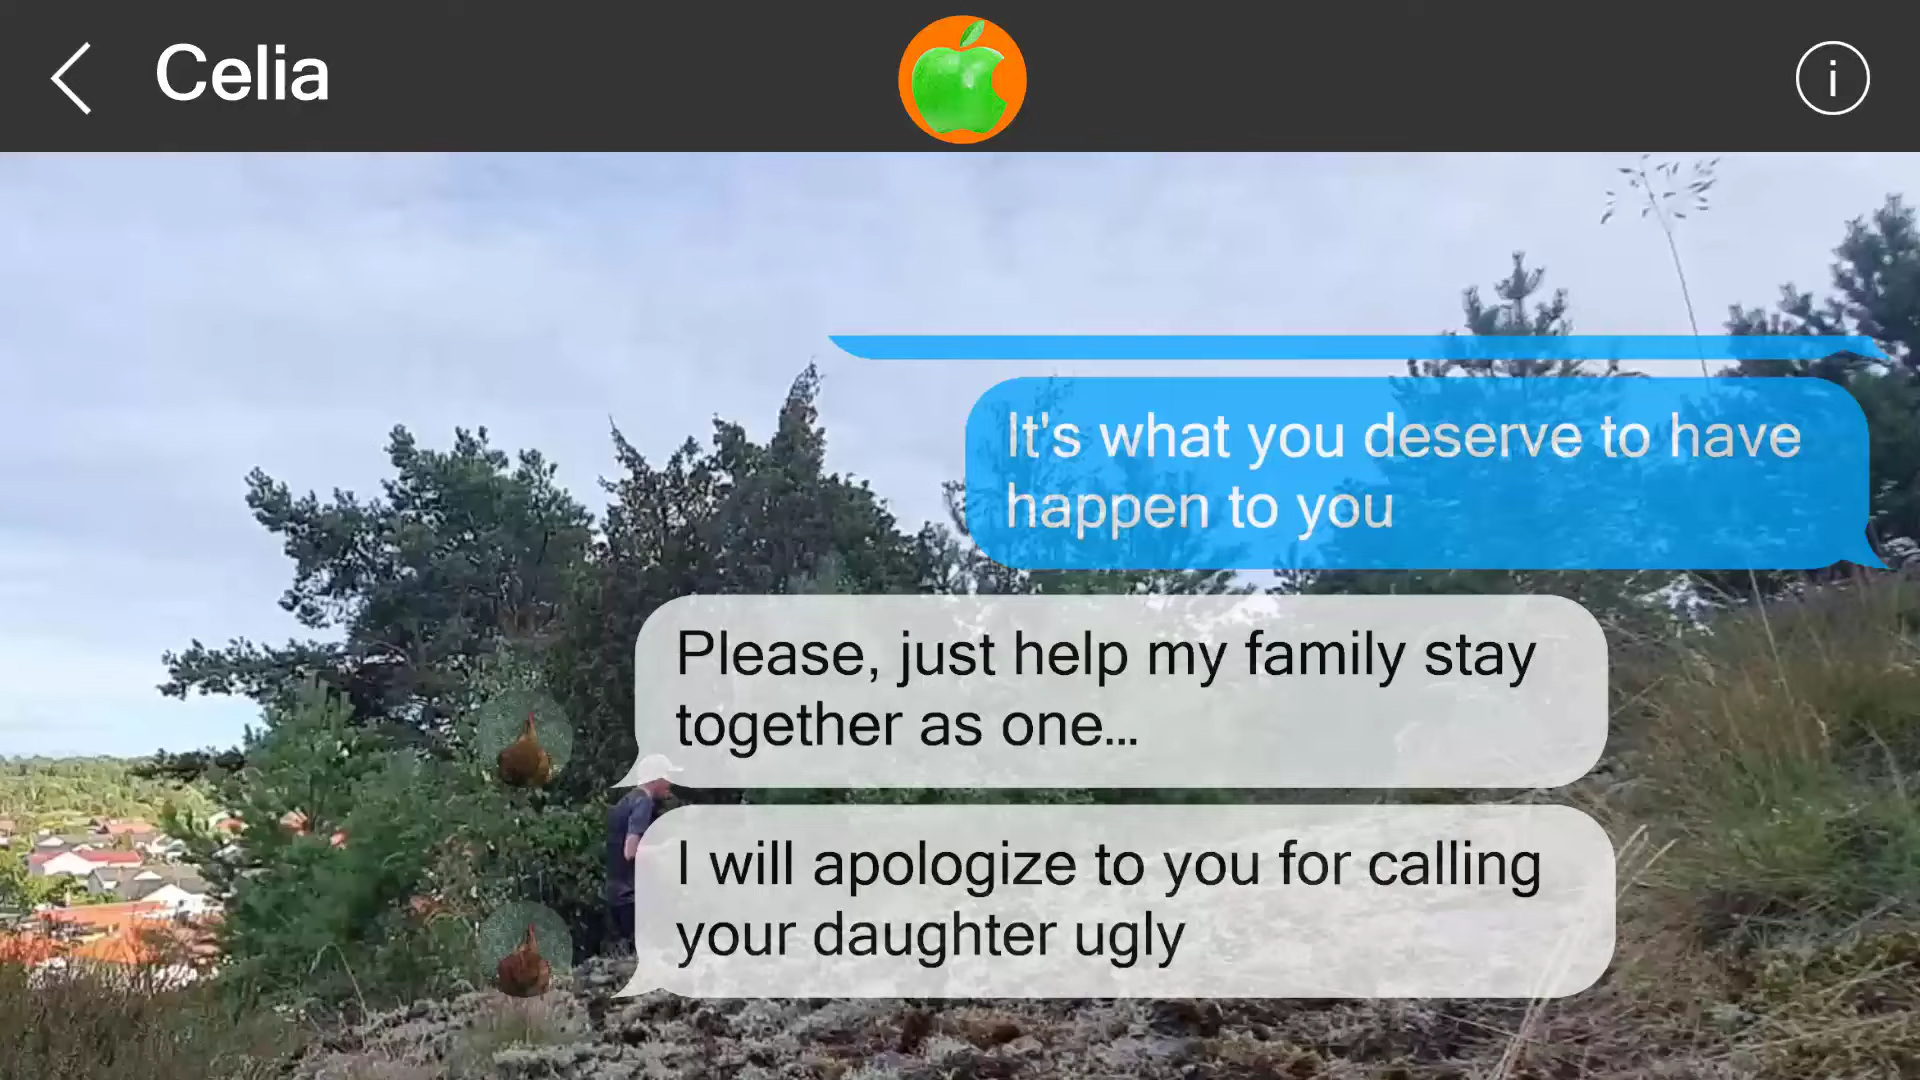 Celia
It's what you deserve to have
happen to you
Please, just help my family stay
together as one...
I will apologize to you for calling
your daughter ugly